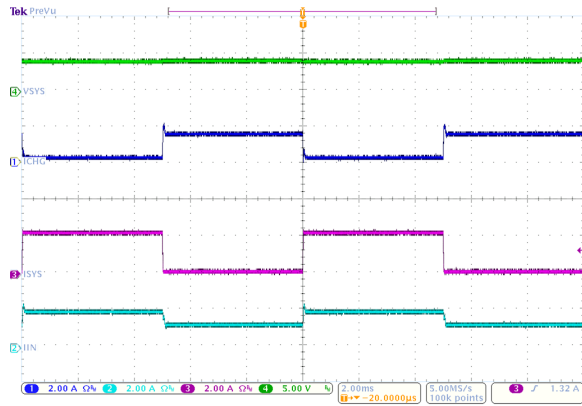 Tek PreVu
T
T
4 VSYS
1 ICHG
3 ISYS
2 IIN
1 2.00 A Ω 2 2.00 A Ω 3 2.00 A Ω 4 5.00 V
2.00ms
T -20.0000µs
5.00MS/s
100k points
3 1.32 A